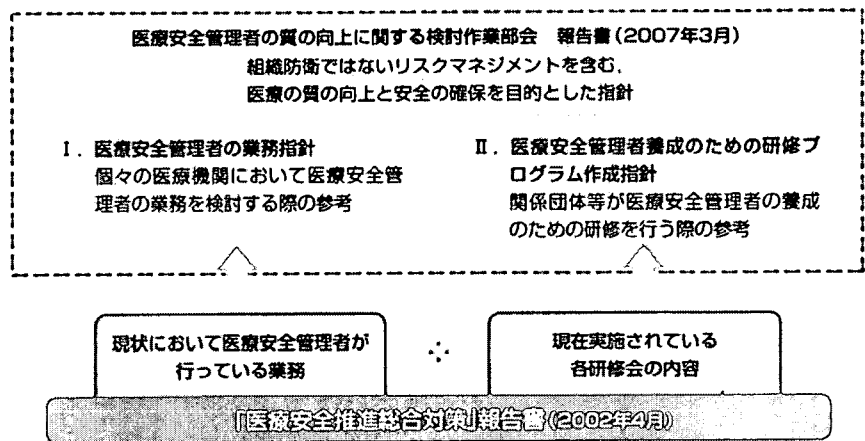 医療安全管理者の質の向上に関する検討作業部会　報告書(2007年3月)
組織防衛ではないリスクマネジメントを含む,
医療の質の向上と安全の確保を目的とした指針
Ⅰ．医療安全管理者の業務指針
個々の医療機関において医療安全管
理者の業務を検討する際の参考
Ⅱ．医療安全管理者養成のための研修プ
ログラム作成指針
関係団体等が医療安全管理者の養成
のための研修を行う際の参考
現状において医療安全管理者が
行っている業務
現在実施されている
各研修会の内容
「医療安全推進総合対策」報告書(2002年4月)